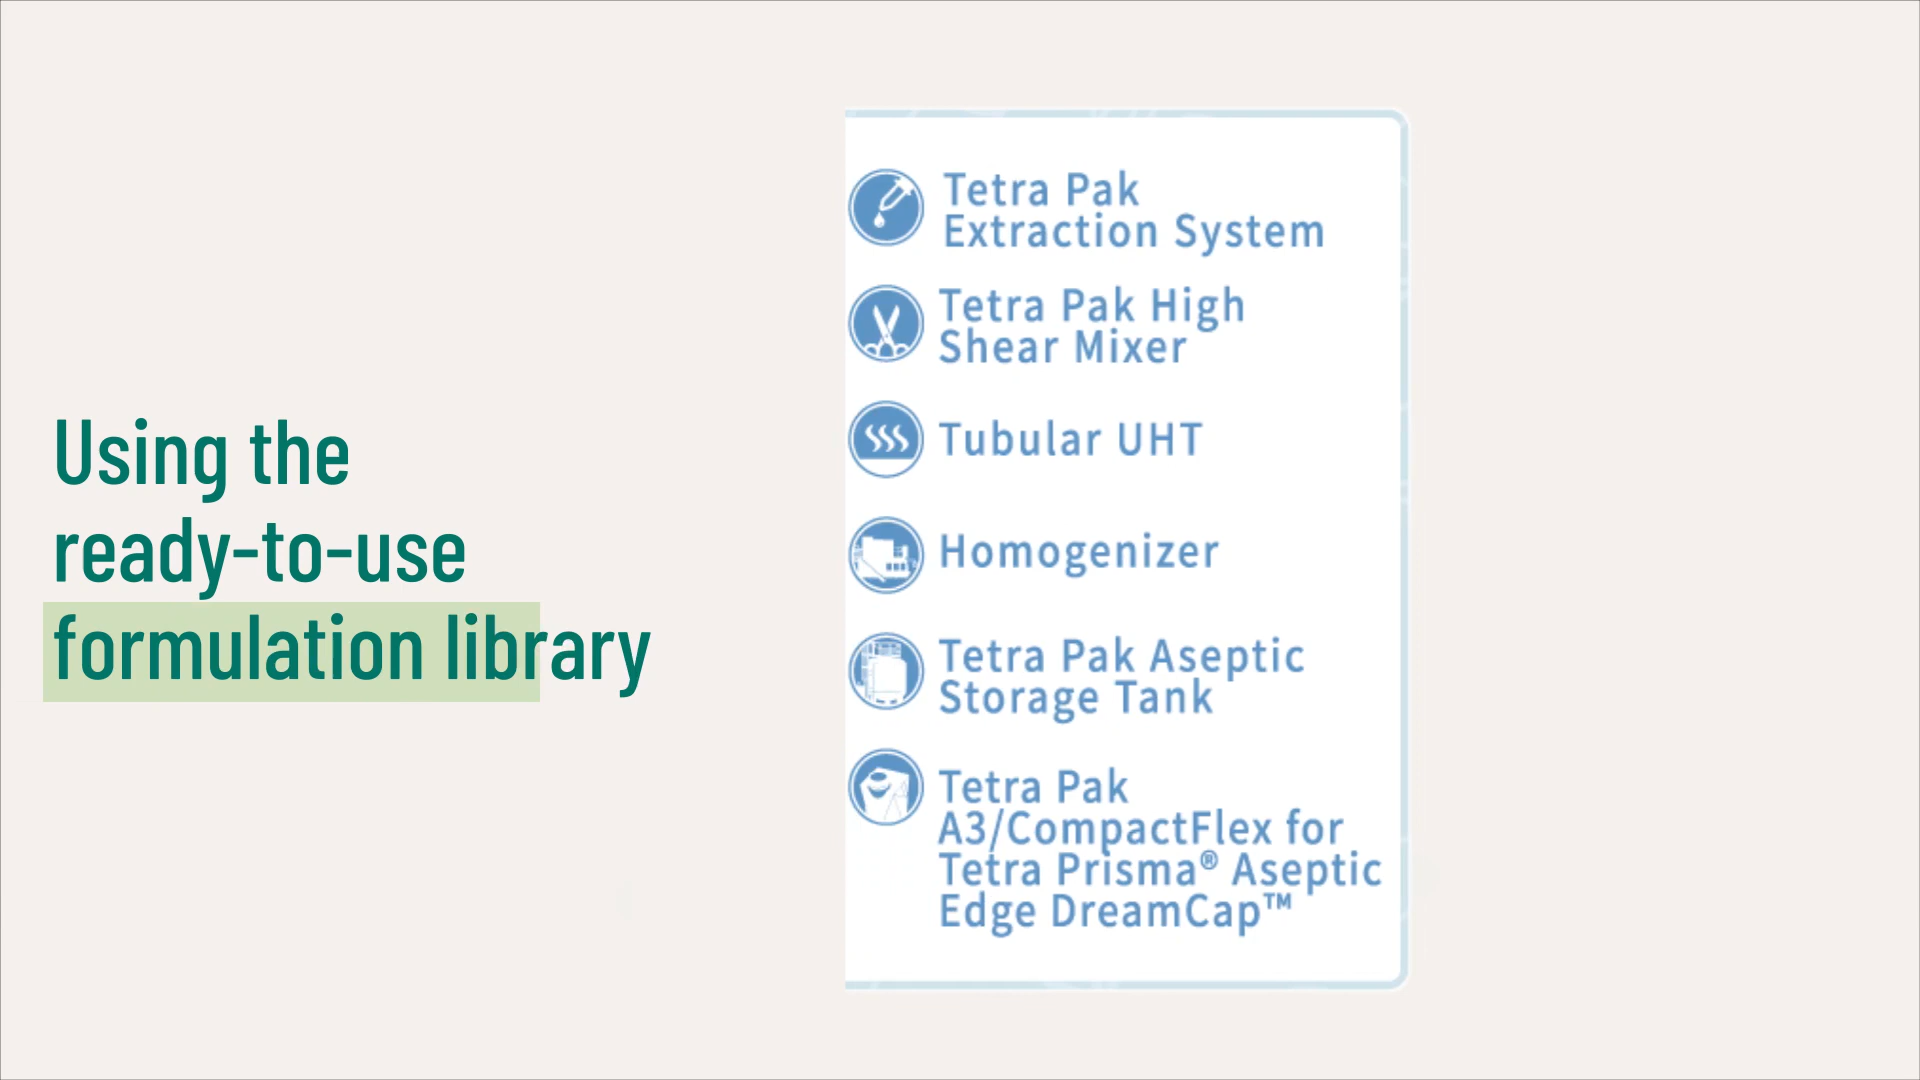 Using the
ready-to-use
formulation library
Tetra Pak
Extraction System
Tetra Pak High
Shear Mixer
Tubular UHT
Homogenizer
Tetra Pak Aseptic
Storage Tank
Tetra Pak
A3/CompactFlex for
Tetra Prisma® Aseptic
Edge DreamCap™